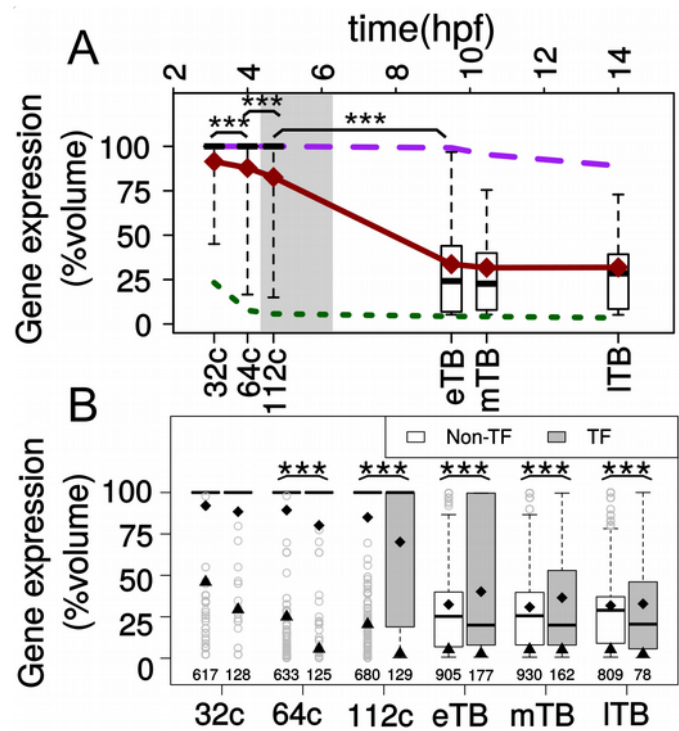 time(hpf)
A
2 4 6 8 10 12 14
*** *** ***
Gene expression
(%volume)
100
75
50
25
0
32c 64c 112c eTB mTB lTB
B
Non-TF TF
*** *** *** *** ***
Gene expression
(%volume)
100
75
50
25
0
617 128 633 125 680 129 905 177 930 162 809 78
32c 64c 112c eTB mTB lTB